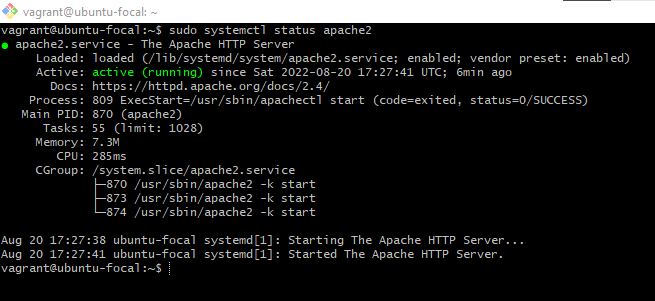 vagrant@ubuntu-focal: ~
vagrant@ubuntu-focal:~$ sudo systemctl status apache2
● apache2.service - The Apache HTTP Server
     Loaded: loaded (/lib/systemd/system/apache2.service; enabled; vendor preset: enabled)
     Active: active (running) since Sat 2022-08-20 17:27:41 UTC; 6min ago
       Docs: https://httpd.apache.org/docs/2.4/
    Process: 809 ExecStart=/usr/sbin/apachectl start (code=exited, status=0/SUCCESS)
   Main PID: 870 (apache2)
      Tasks: 55 (limit: 1028)
     Memory: 7.3M
        CPU: 285ms
     CGroup: /system.slice/apache2.service
             ├─870 /usr/sbin/apache2 -k start
             ├─873 /usr/sbin/apache2 -k start
             └─874 /usr/sbin/apache2 -k start
Aug 20 17:27:38 ubuntu-focal systemd[1]: Starting The Apache HTTP Server...
Aug 20 17:27:41 ubuntu-focal systemd[1]: Started The Apache HTTP Server.
vagrant@ubuntu-focal:~$